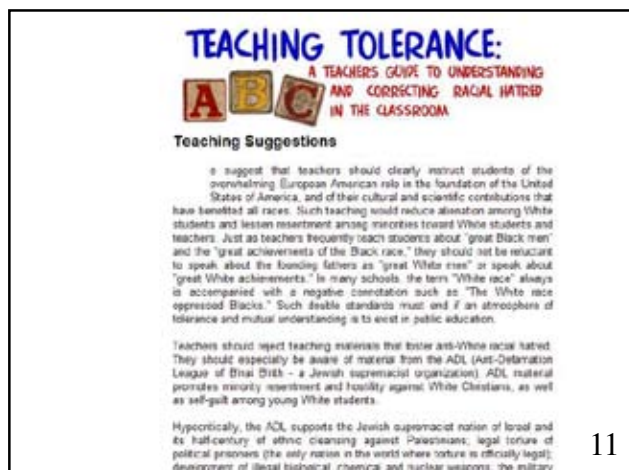 TEACHING TOLERANCE:
A TEACHERS GUIDE TO UNDERSTANDING
ABC AND CORRECTING RACIAL HATRED
IN THE CLASSROOM
Teaching Suggestions
e suggest that teachers should clearly instruct students of the
overwhelming European American role in the foundation of the United
States of America, and of their cultural and scientific contributions that
have benefited all races. Such teaching would reduce alienation among White
students and lessen resentment among minorities toward White students and
teachers. Just as teachers frequently teach students about "great Black men"
and the "great achievements of the Black race," they should not be reluctant
to speak about the founding fathers as "great White men" or speak about
"great White achievements." In many schools, the term "White race" always
is accompanied with a negative connotation such as "The White race
oppressed Blacks." Such double standards must end if an atmosphere of
tolerance and mutual understanding is to exist in public education.
Teachers should reject teaching materials that foster anti-White racial hatred.
They should especially be aware of material from the ADL (Anti-Defamation
League of Bnai Brith - a Jewish supremacist organization). ADL material
promotes minority resentment and hostility against White Christians, as well
as self-guilt among young White students.
Hypocritically, the ADL supports the Jewish supremacist nation of Israel and
its half-century of ethnic cleansing against Palestinians; legal torture of
political prisoners (the only nation in the world where torture is officially legal);
development of illegal biological, chemical and nuclear weapons; the military
11